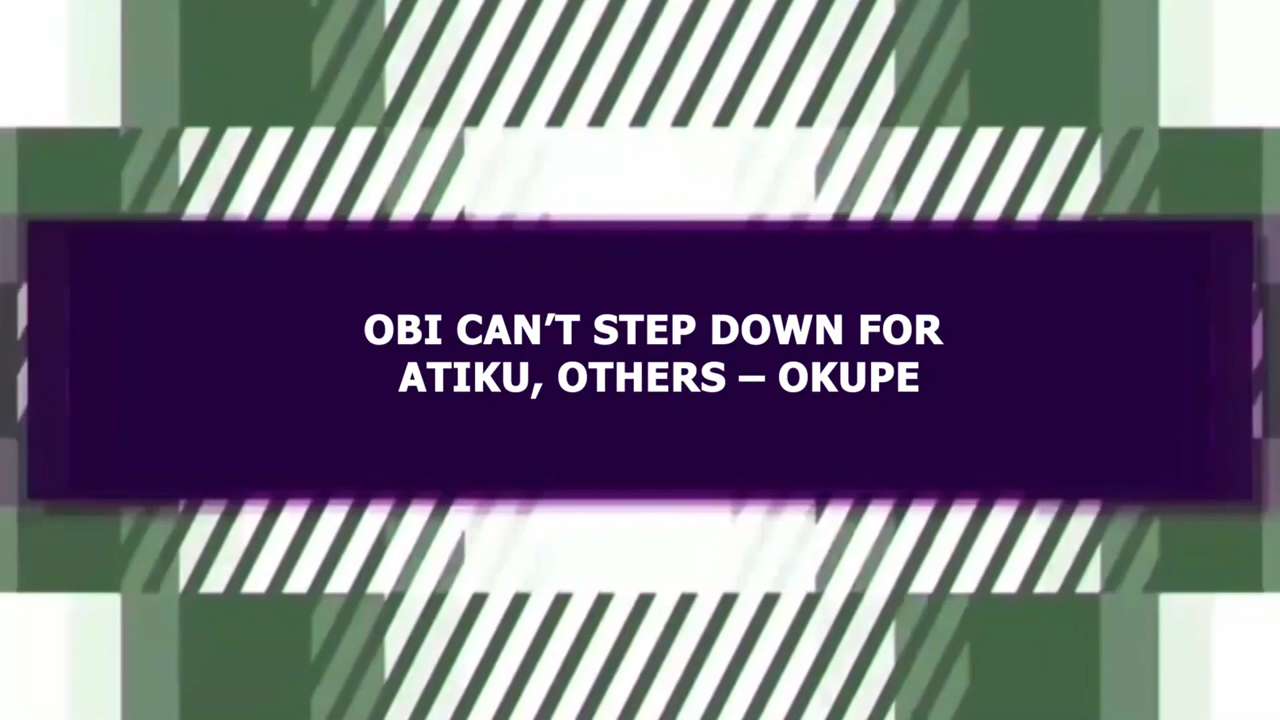 OBI CAN’T STEP DOWN FOR
ATIKU, OTHERS – OKUPE